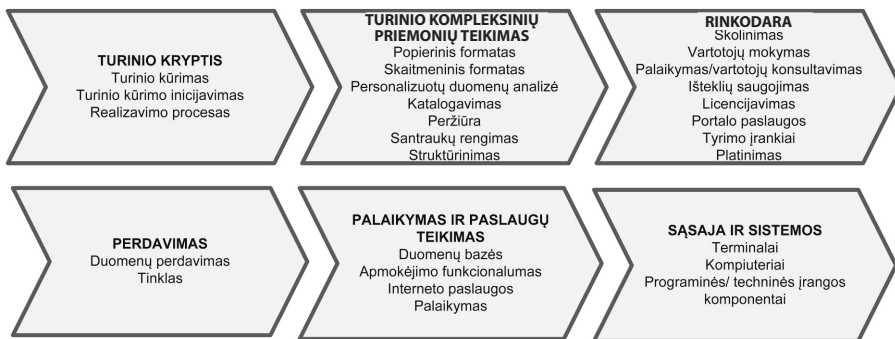 TURINIO KRYPTIS
Turinio kūrimas
Turinio kūrimo inicijavimas
Realizavimo procesas
TURINIO KOMPLEKSINIŲ
PRIEMONIŲ TEIKIMAS
Popierinis formatas
Skaitmeninis formatas
Personalizuotų duomenų analizė
Katalogavimas
Peržiūra
Santraukų rengimas
Struktūrinimas
RINKODARA
Skolinimas
Vartotojų mokymas
Palaikymas/vartotojų konsultavimas
Išteklių saugojimas
Licencijavimas
Portalo paslaugos
Tyrimo įrankiai
Platinimas
PERDAVIMAS
Duomenų perdavimas
Tinklas
PALAIKYMAS IR PASLAUGŲ
TEIKIMAS
Duomenų bazės
Apmokėjimo funkcionalumas
Interneto paslaugos
Palaikymas
SĄSAJA IR SISTEMOS
Terminalai
Kompiuteriai
Programinės/ techninės įrangos
komponentai